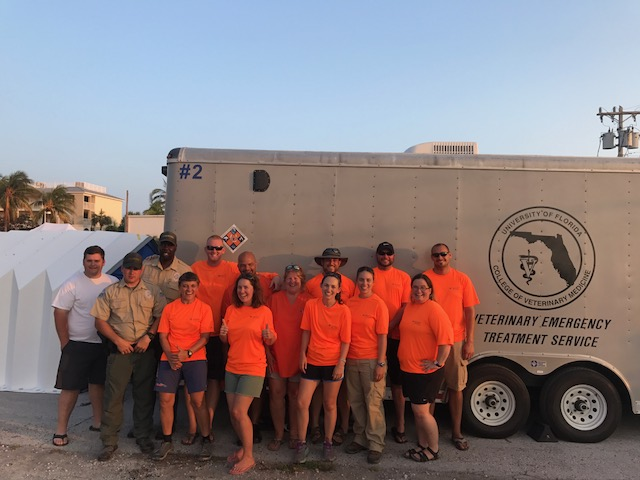 #2
UNIVERSITY OF FLORIDA
COLLEGE OF VETERINARY MEDICINE
VETERINARY EMERGENCY
TREATMENT SERVICE